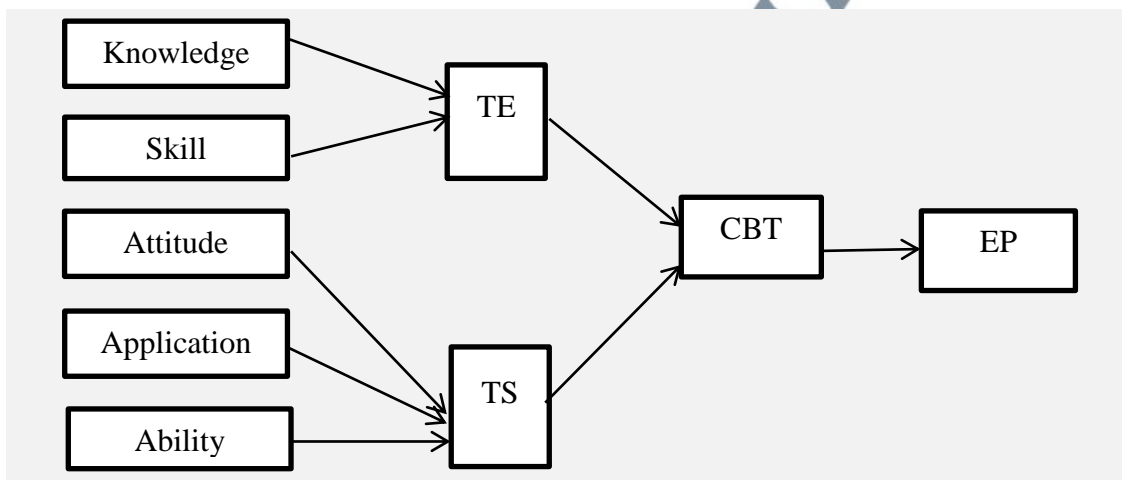 Knowledge
Skill
Attitude
Application
Ability
TE
TS
CBT
EP